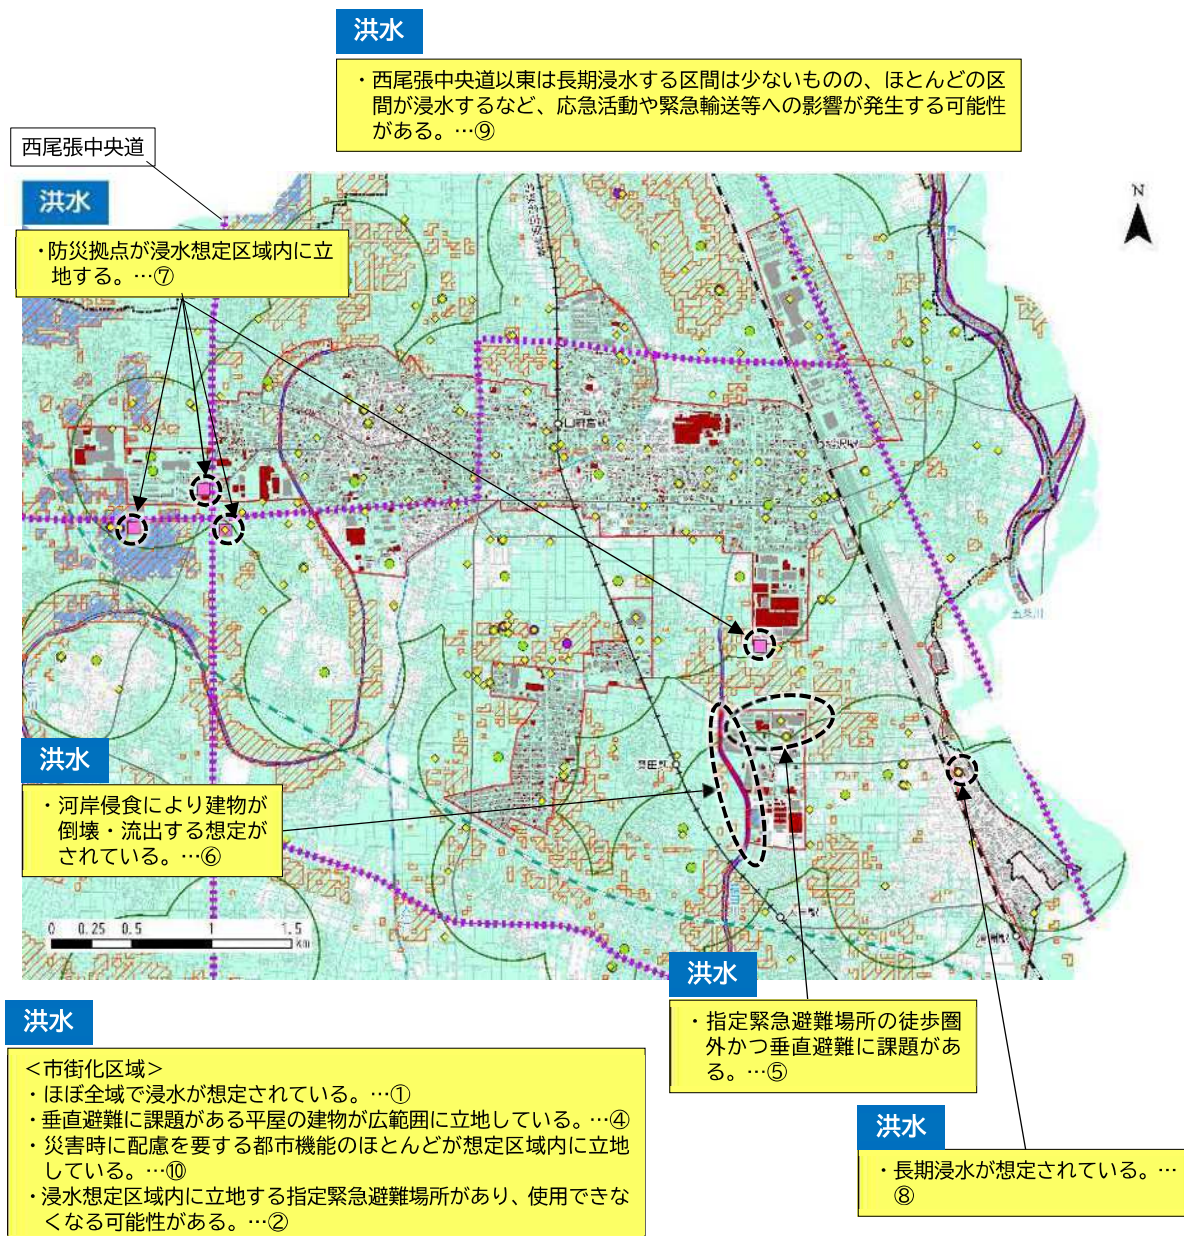 洪水
・西尾張中央道以東は長期浸水する区間は少ないものの、ほとんどの区
間が浸水するなど、応急活動や緊急輸送等への影響が発生する可能性
がある。…⑨
西尾張中央道
洪水
・防災拠点が浸水想定区域内に立
地する。…⑦
N
五条川
洪水
・河岸侵食により建物が
倒壊・流出する想定が
されている。…⑥
0 0.25 0.5 1 1.5
km
洪水
・指定緊急避難場所の徒歩圏
外かつ垂直避難に課題があ
る。…⑤
洪水
＜市街化区域＞
・ほぼ全域で浸水が想定されている。…①
・垂直避難に課題がある平屋の建物が広範囲に立地している。…④
・災害時に配慮を要する都市機能のほとんどが想定区域内に立地
している。…⑩
・浸水想定区域内に立地する指定緊急避難場所があり、使用できな
くなる可能性がある。…②
洪水
・長期浸水が想定されている。…
⑧